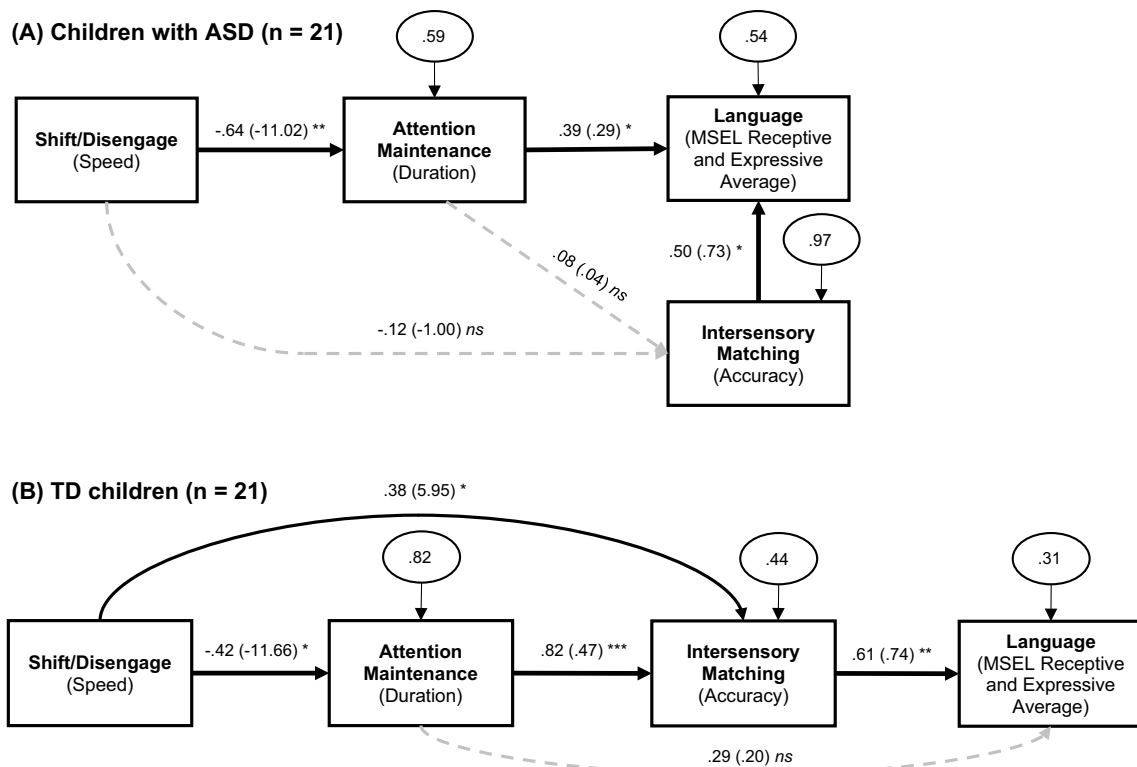 (A) Children with ASD (n = 21)
.59
.54
Shift/Disengage
(Speed)
-.64 (-11.02) **
Attention
Maintenance
(Duration)
.39 (.29) *
Language
(MSEL Receptive
and Expressive
Average)
.50 (.73) *
.97
.08 (.04) ns
-.12 (-1.00) ns
Intersensory
Matching
(Accuracy)
(B) TD children (n = 21)
.38 (5.95) *
.82
.44
.31
Shift/Disengage
(Speed)
-.42 (-11.66) *
Attention
Maintenance
(Duration)
.82 (.47) ***
Intersensory
Matching
(Accuracy)
.61 (.74) **
Language
(MSEL Receptive
and Expressive
Average)
.29 (.20) ns